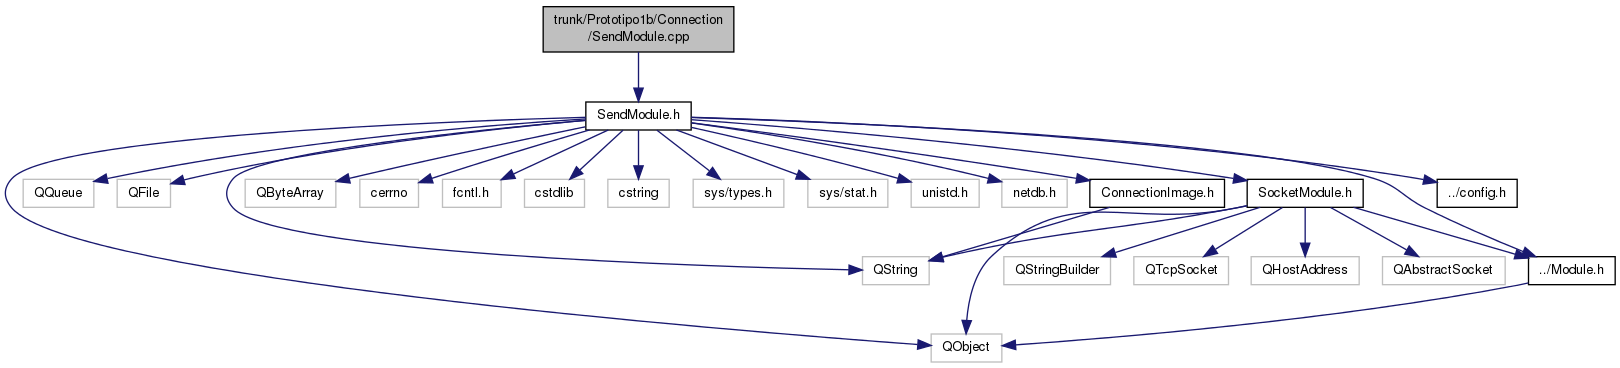 trunk/Prototipo1b/Connection
/SendModule.cpp
SendModule.h
QQueue
QFile
QByteArray
cerrno
fcntl.h
cstdlib
cstring
sys/types.h
sys/stat.h
unistd.h
netdb.h
ConnectionImage.h
SocketModule.h
../config.h
QString
QStringBuilder
QTcpSocket
QHostAddress
QAbstractSocket
../Module.h
QObject